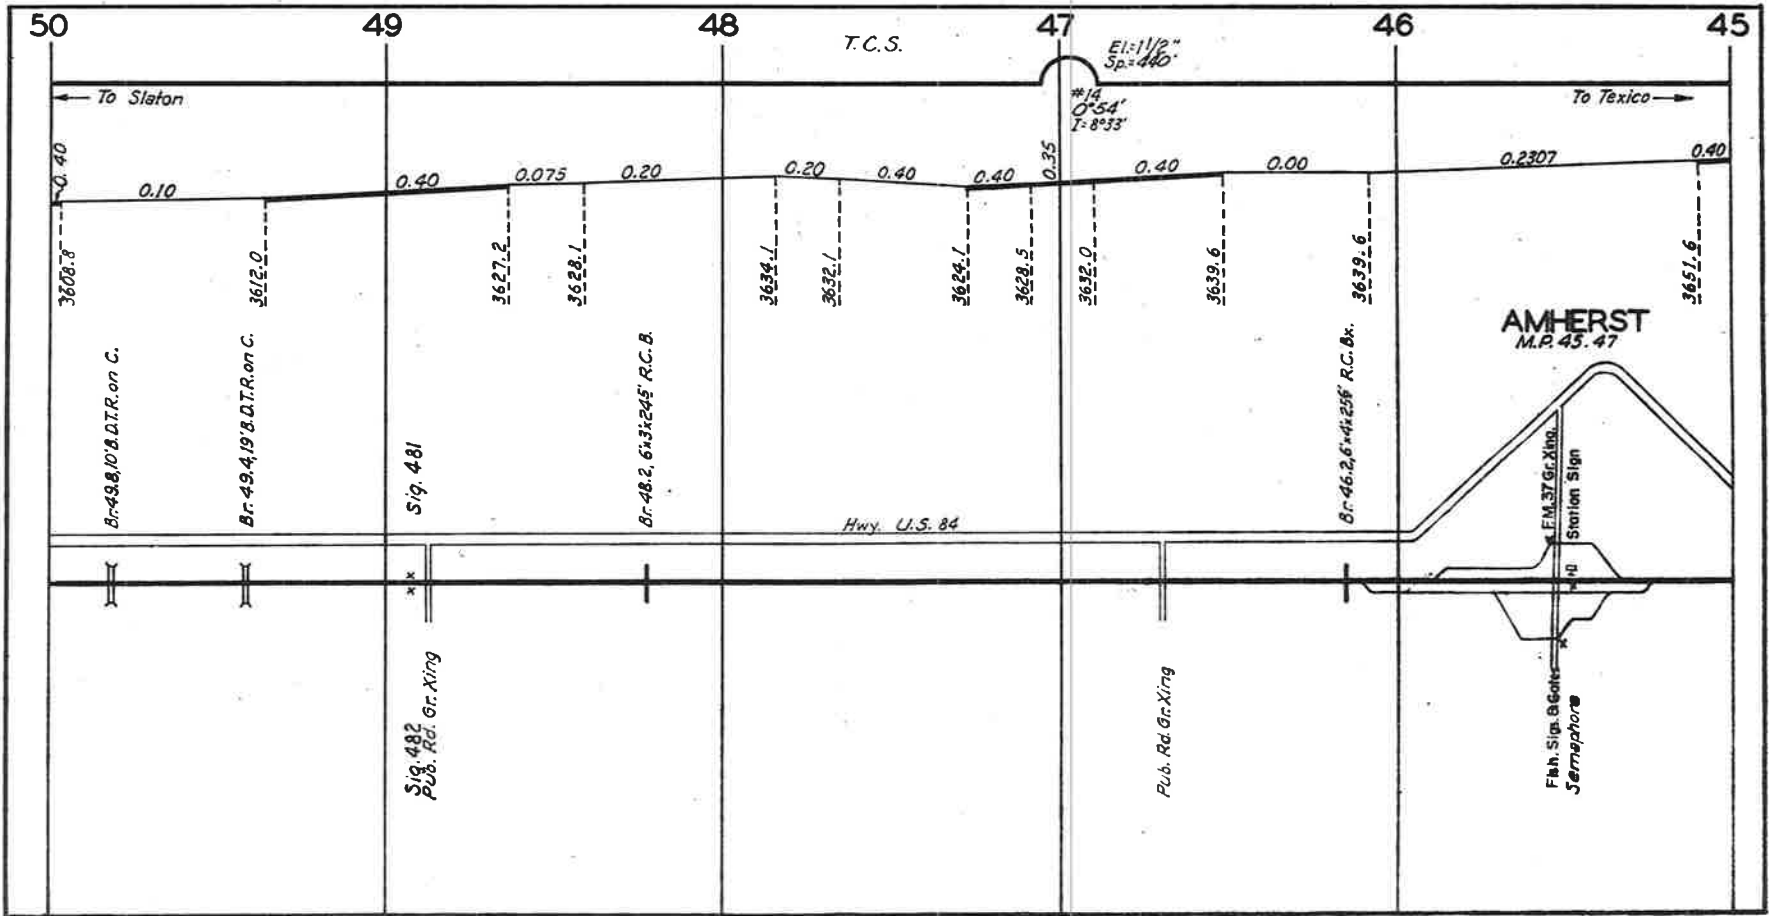 50
49
48
47
46
45
T.C.S.
El.=1 1/2"
Sp.=440'
← To Slaton
#14
0°54'
I=8°33'
To Texico →
0.40
0.10
0.40
0.075
0.20
0.20
0.40
0.40
0.35
0.40
0.00
0.2307
0.40
3608.8
3612.0
3627.2
3628.1
3634.1
3632.1
3624.1
3628.5
3632.0
3639.6
3639.6
3651.6
AMHERST
M.P. 45.47
Br. 49.8, 10' B.D.T.R. on C.
Br. 49.4, 19' B.D.T.R. on C.
Sig. 481
Br. 48.2, 6'x3'x24.5' R.C.B.
Br. 46.2, 6'x4'x25' R.C.Bx.
F.M. 37 Gr. Xing.
Station Sign
Hwy. U.S. 84
Sig. 482
Pub. Rd. Gr. Xing
Pub. Rd. Gr. Xing
Flsh. Sigs. & Gates
Semaphore